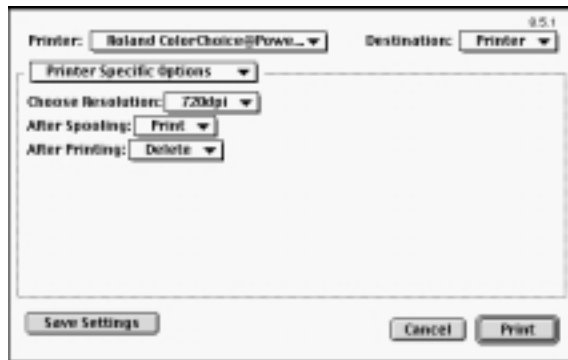 8.5.1
Printer: Roland ColorChoice@Powe... Destination: Printer
Printer Specific Options
Choose Resolution: 720dpi
After Spooling: Print
After Printing: Delete
Save Settings Cancel Print